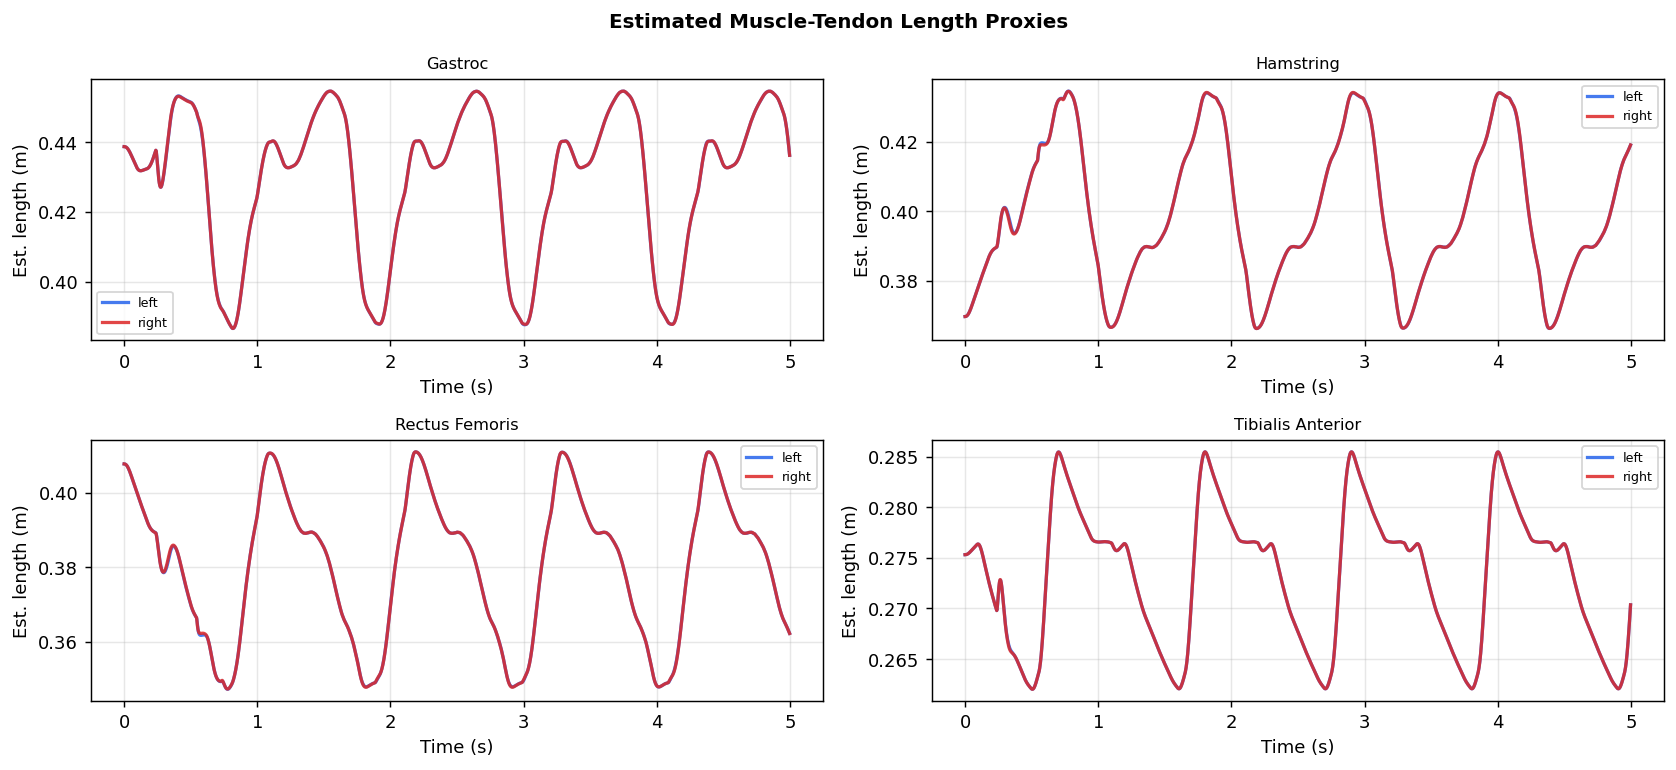 Estimated Muscle-Tendon Length Proxies
Gastroc
Est. length (m)
0.44
0.42
0.40
left
right
0 1 2 3 4 5
Time (s)
Hamstring
Est. length (m)
0.42
0.40
0.38
left
right
0 1 2 3 4 5
Time (s)
Rectus Femoris
Est. length (m)
0.40
0.38
0.36
left
right
0 1 2 3 4 5
Time (s)
Tibialis Anterior
Est. length (m)
0.285
0.280
0.275
0.270
0.265
left
right
0 1 2 3 4 5
Time (s)